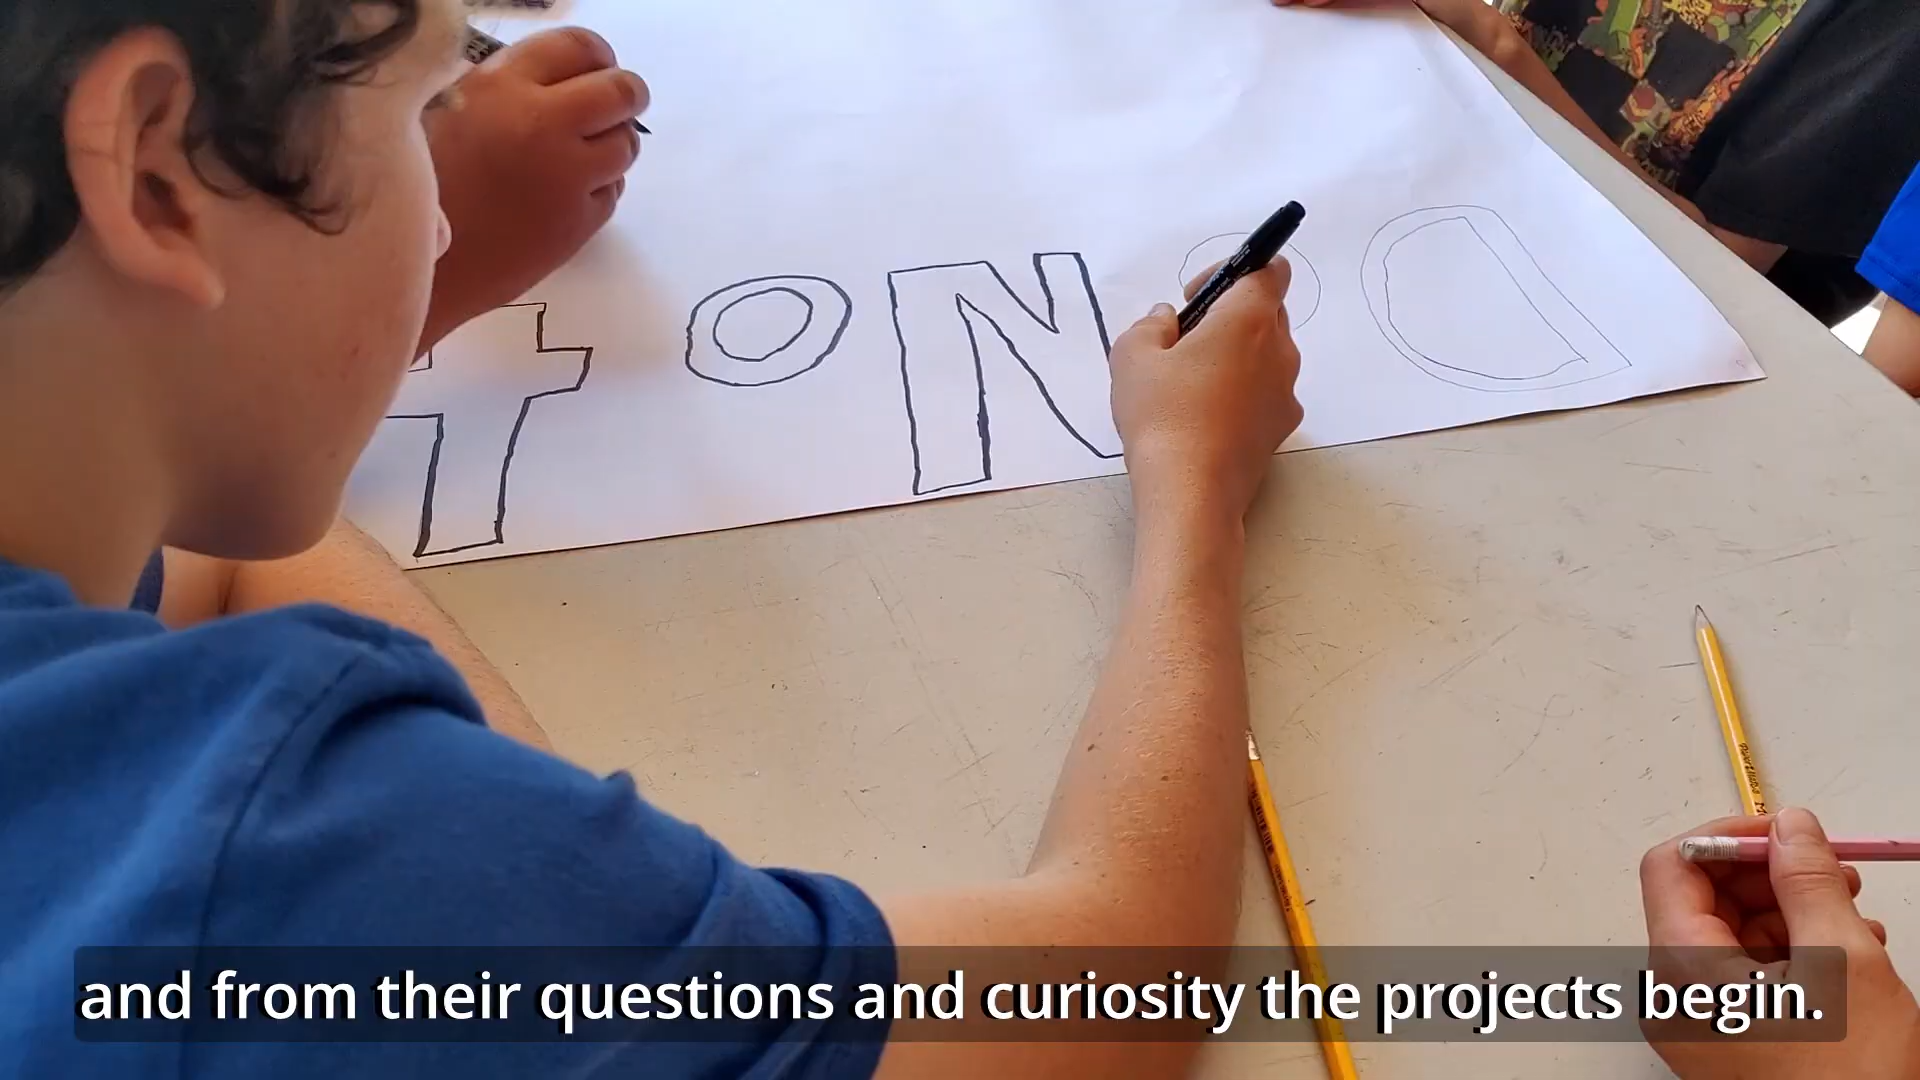 t o N
and from their questions and curiosity the projects begin.